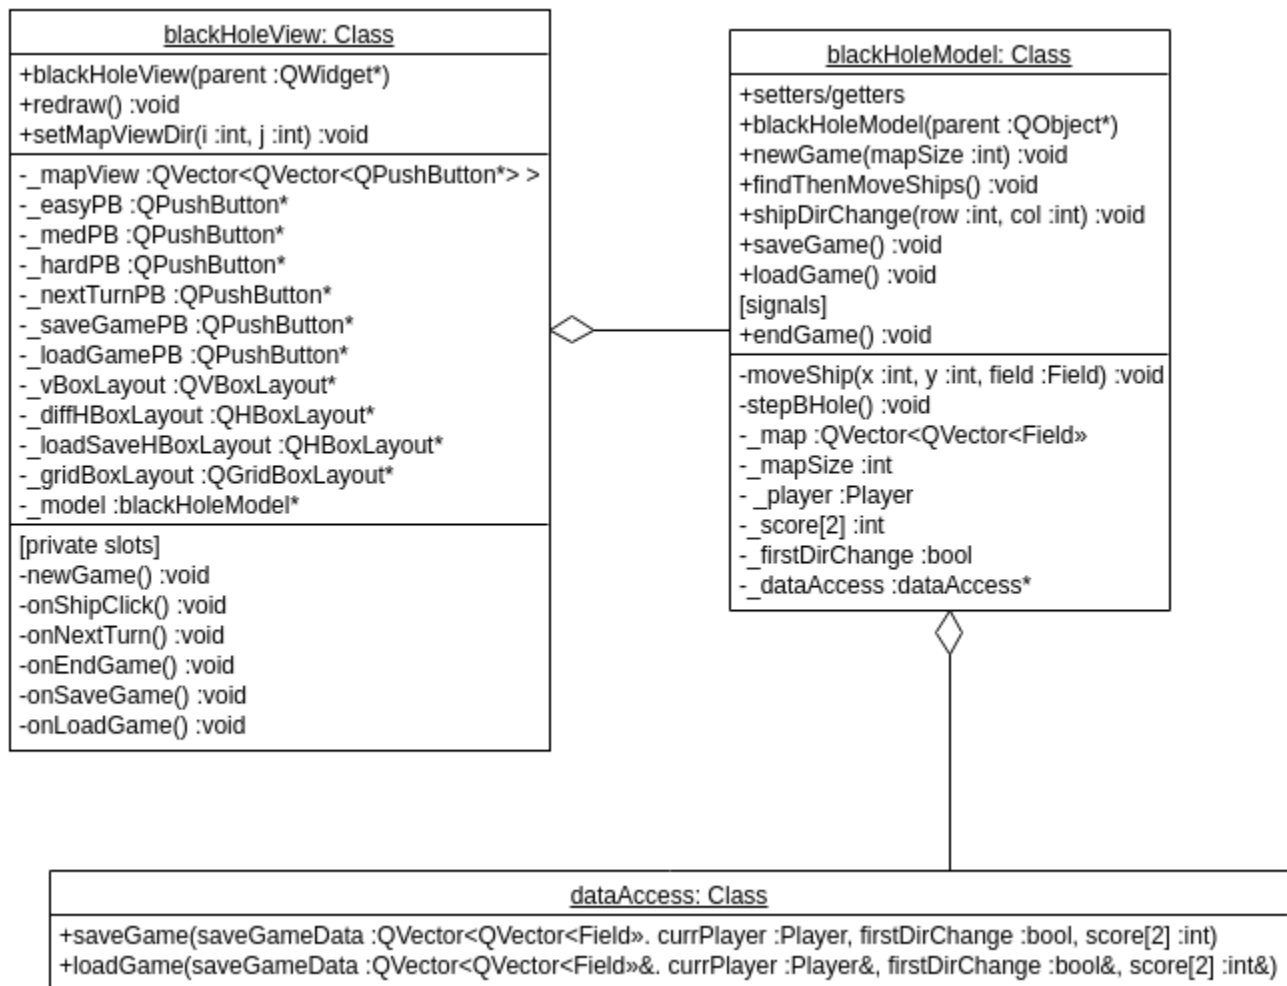 blackHoleView: Class
+blackHoleView(parent :QWidget*)
+redraw() :void
+setMapViewDir(i :int, j :int) :void
-_mapView :QVector<QVector<QPushButton*> >
-_easyPB :QPushButton*
-_medPB :QPushButton*
-_hardPB :QPushButton*
-_nextTurnPB :QPushButton*
-_saveGamePB :QPushButton*
-_loadGamePB :QPushButton*
-_vBoxLayout :QVBoxLayout*
-_diffHBoxLayout :QHBoxLayout*
-_loadSaveHBoxLayout :QHBoxLayout*
-_gridBoxLayout :QGridBoxLayout*
-_model :blackHoleModel*
[private slots]
-newGame() :void
-onShipClick() :void
-onNextTurn() :void
-onEndGame() :void
-onSaveGame() :void
-onLoadGame() :void
blackHoleModel: Class
+setters/getters
+blackHoleModel(parent :QObject*)
+newGame(mapSize :int) :void
+findThenMoveShips() :void
+shipDirChange(row :int, col :int) :void
+saveGame() :void
+loadGame() :void
[signals]
+endGame() :void
-moveShip(x :int, y :int, field :Field) :void
-stepBHole() :void
-_map :QVector<QVector<Field»
-_mapSize :int
- _player :Player
-_score[2] :int
-_firstDirChange :bool
-_dataAccess :dataAccess*
dataAccess: Class
+saveGame(saveGameData :QVector<QVector<Field». currPlayer :Player, firstDirChange :bool, score[2] :int)
+loadGame(saveGameData :QVector<QVector<Field»&. currPlayer :Player&, firstDirChange :bool&, score[2] :int&)